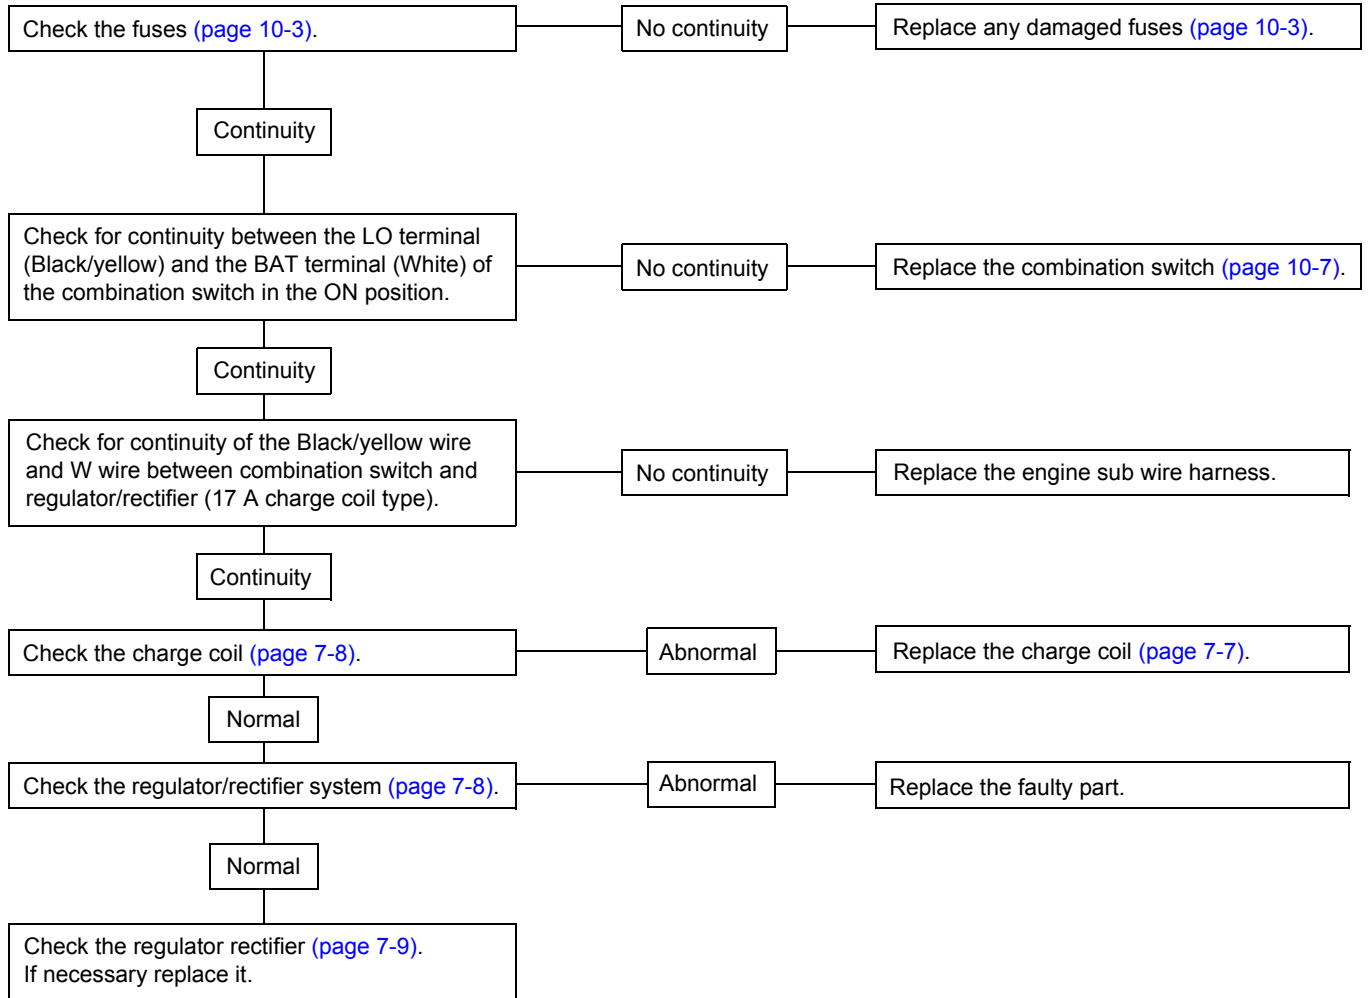 Check the fuses (page 10-3).
No continuity
Replace any damaged fuses (page 10-3).
Continuity
Check for continuity between the LO terminal
(Black/yellow) and the BAT terminal (White) of
the combination switch in the ON position.
No continuity
Replace the combination switch (page 10-7).
Continuity
Check for continuity of the Black/yellow wire
and W wire between combination switch and
regulator/rectifier (17 A charge coil type).
No continuity
Replace the engine sub wire harness.
Continuity
Check the charge coil (page 7-8).
Abnormal
Replace the charge coil (page 7-7).
Normal
Check the regulator/rectifier system (page 7-8).
Abnormal
Replace the faulty part.
Normal
Check the regulator rectifier (page 7-9).
If necessary replace it.